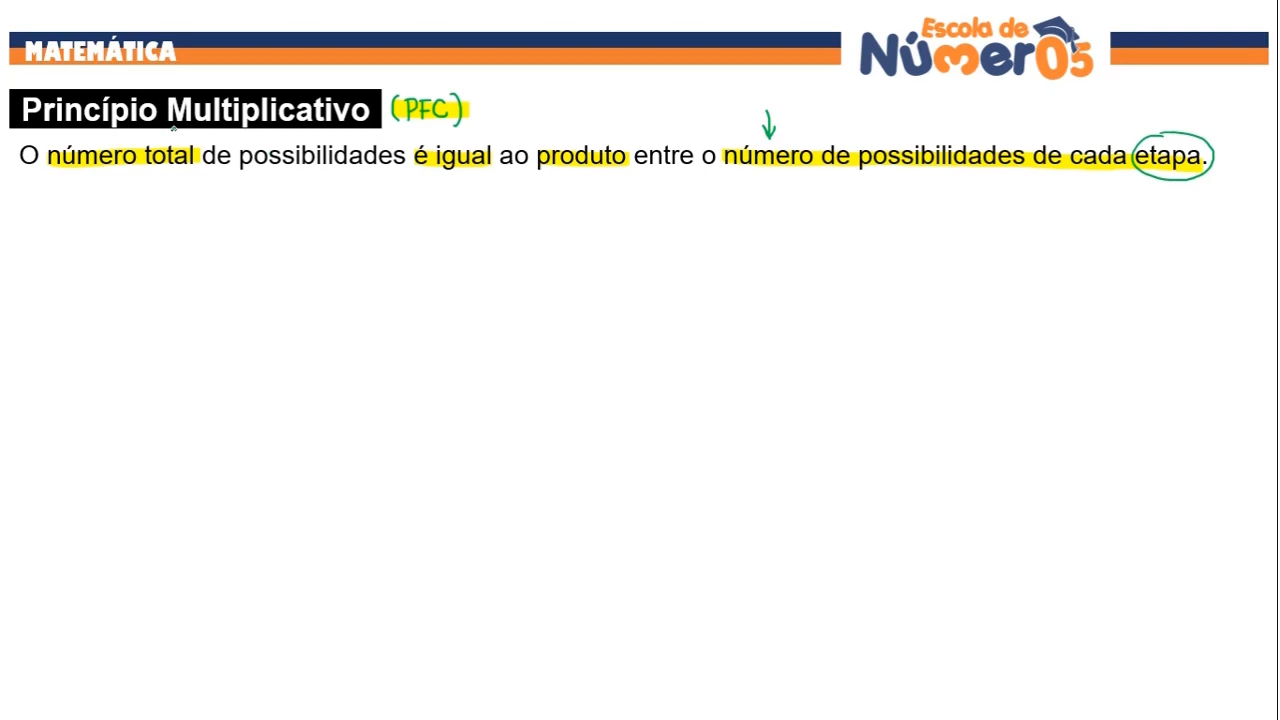 MATEMÁTICA
Escola de
NúmerO5
Princípio Multiplicativo (PFC)
O número total de possibilidades é igual ao produto entre o número de possibilidades de cada etapa.